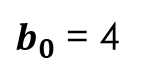 b₀ = 4